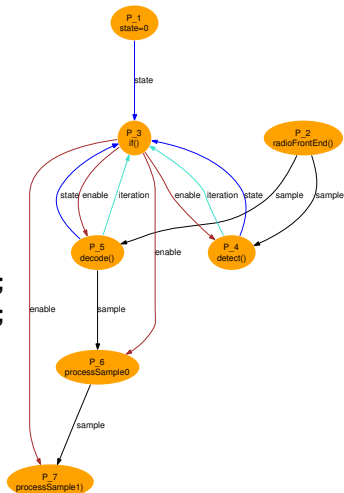 P_1
state=0
state
P_3
if()
P_2
radioFrontEnd()
state
enable
iteration
enable
iteration
state
sample
sample
P_5
decode()
P_4
detect()
enable
enable
sample
P_6
processSample0
sample
P_7
processSample1)